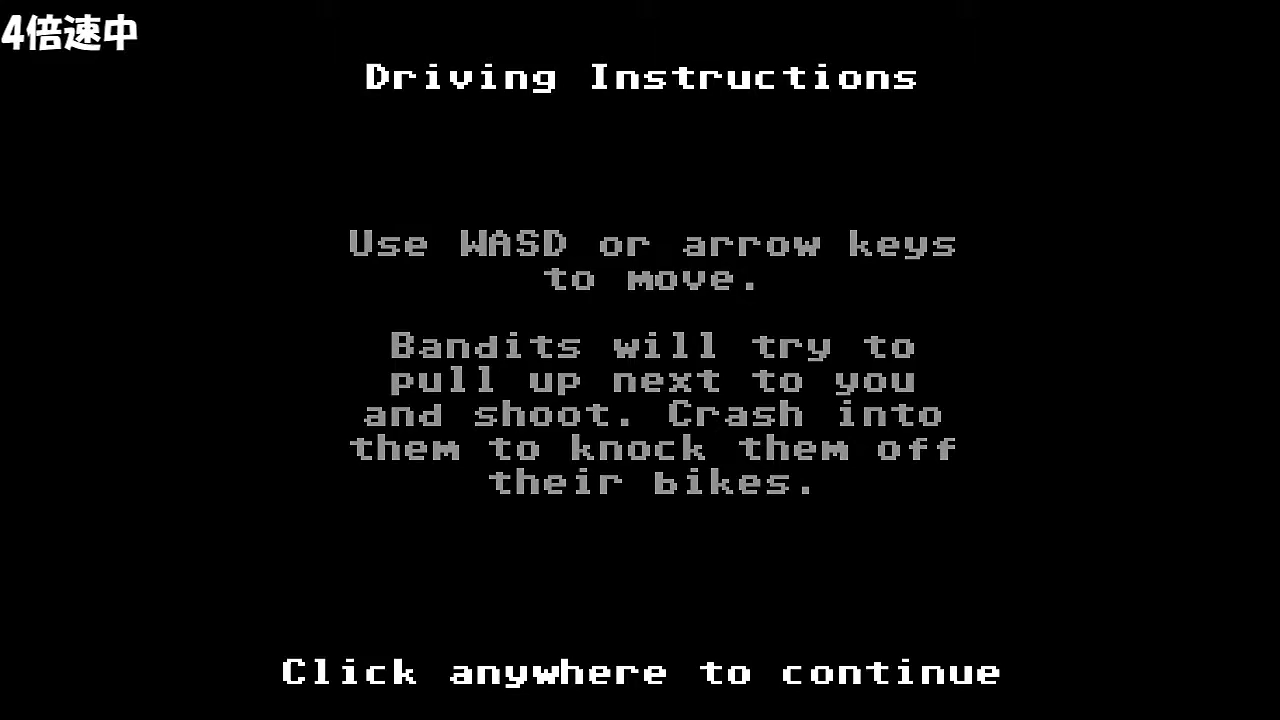 4倍速中
Driving Instructions
Use WASD or arrow keys
to move.
Bandits will try to
pull up next to you
and shoot. Crash into
them to knock them off
their bikes.
Click anywhere to continue